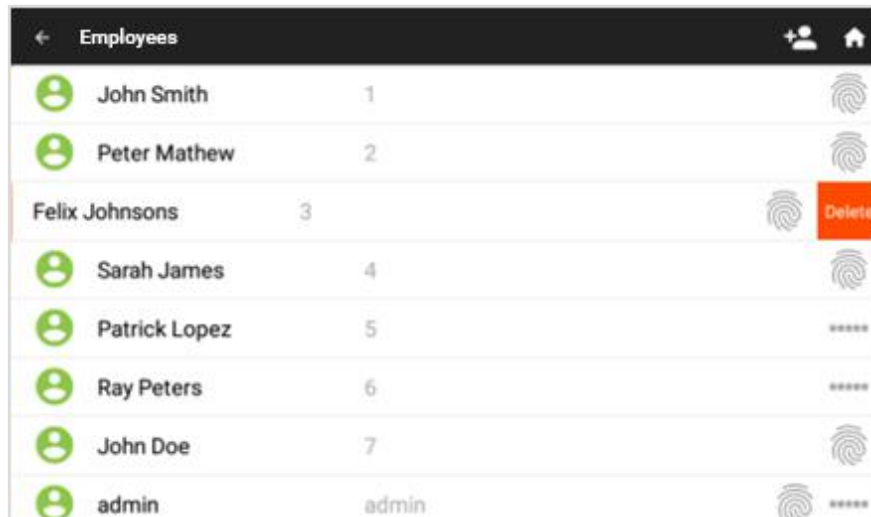 Employees
John Smith 1
Peter Mathew 2
Felix Johnsons 3 Delete
Sarah James 4
Patrick Lopez 5 *****
Ray Peters 6 *****
John Doe 7
admin admin *****